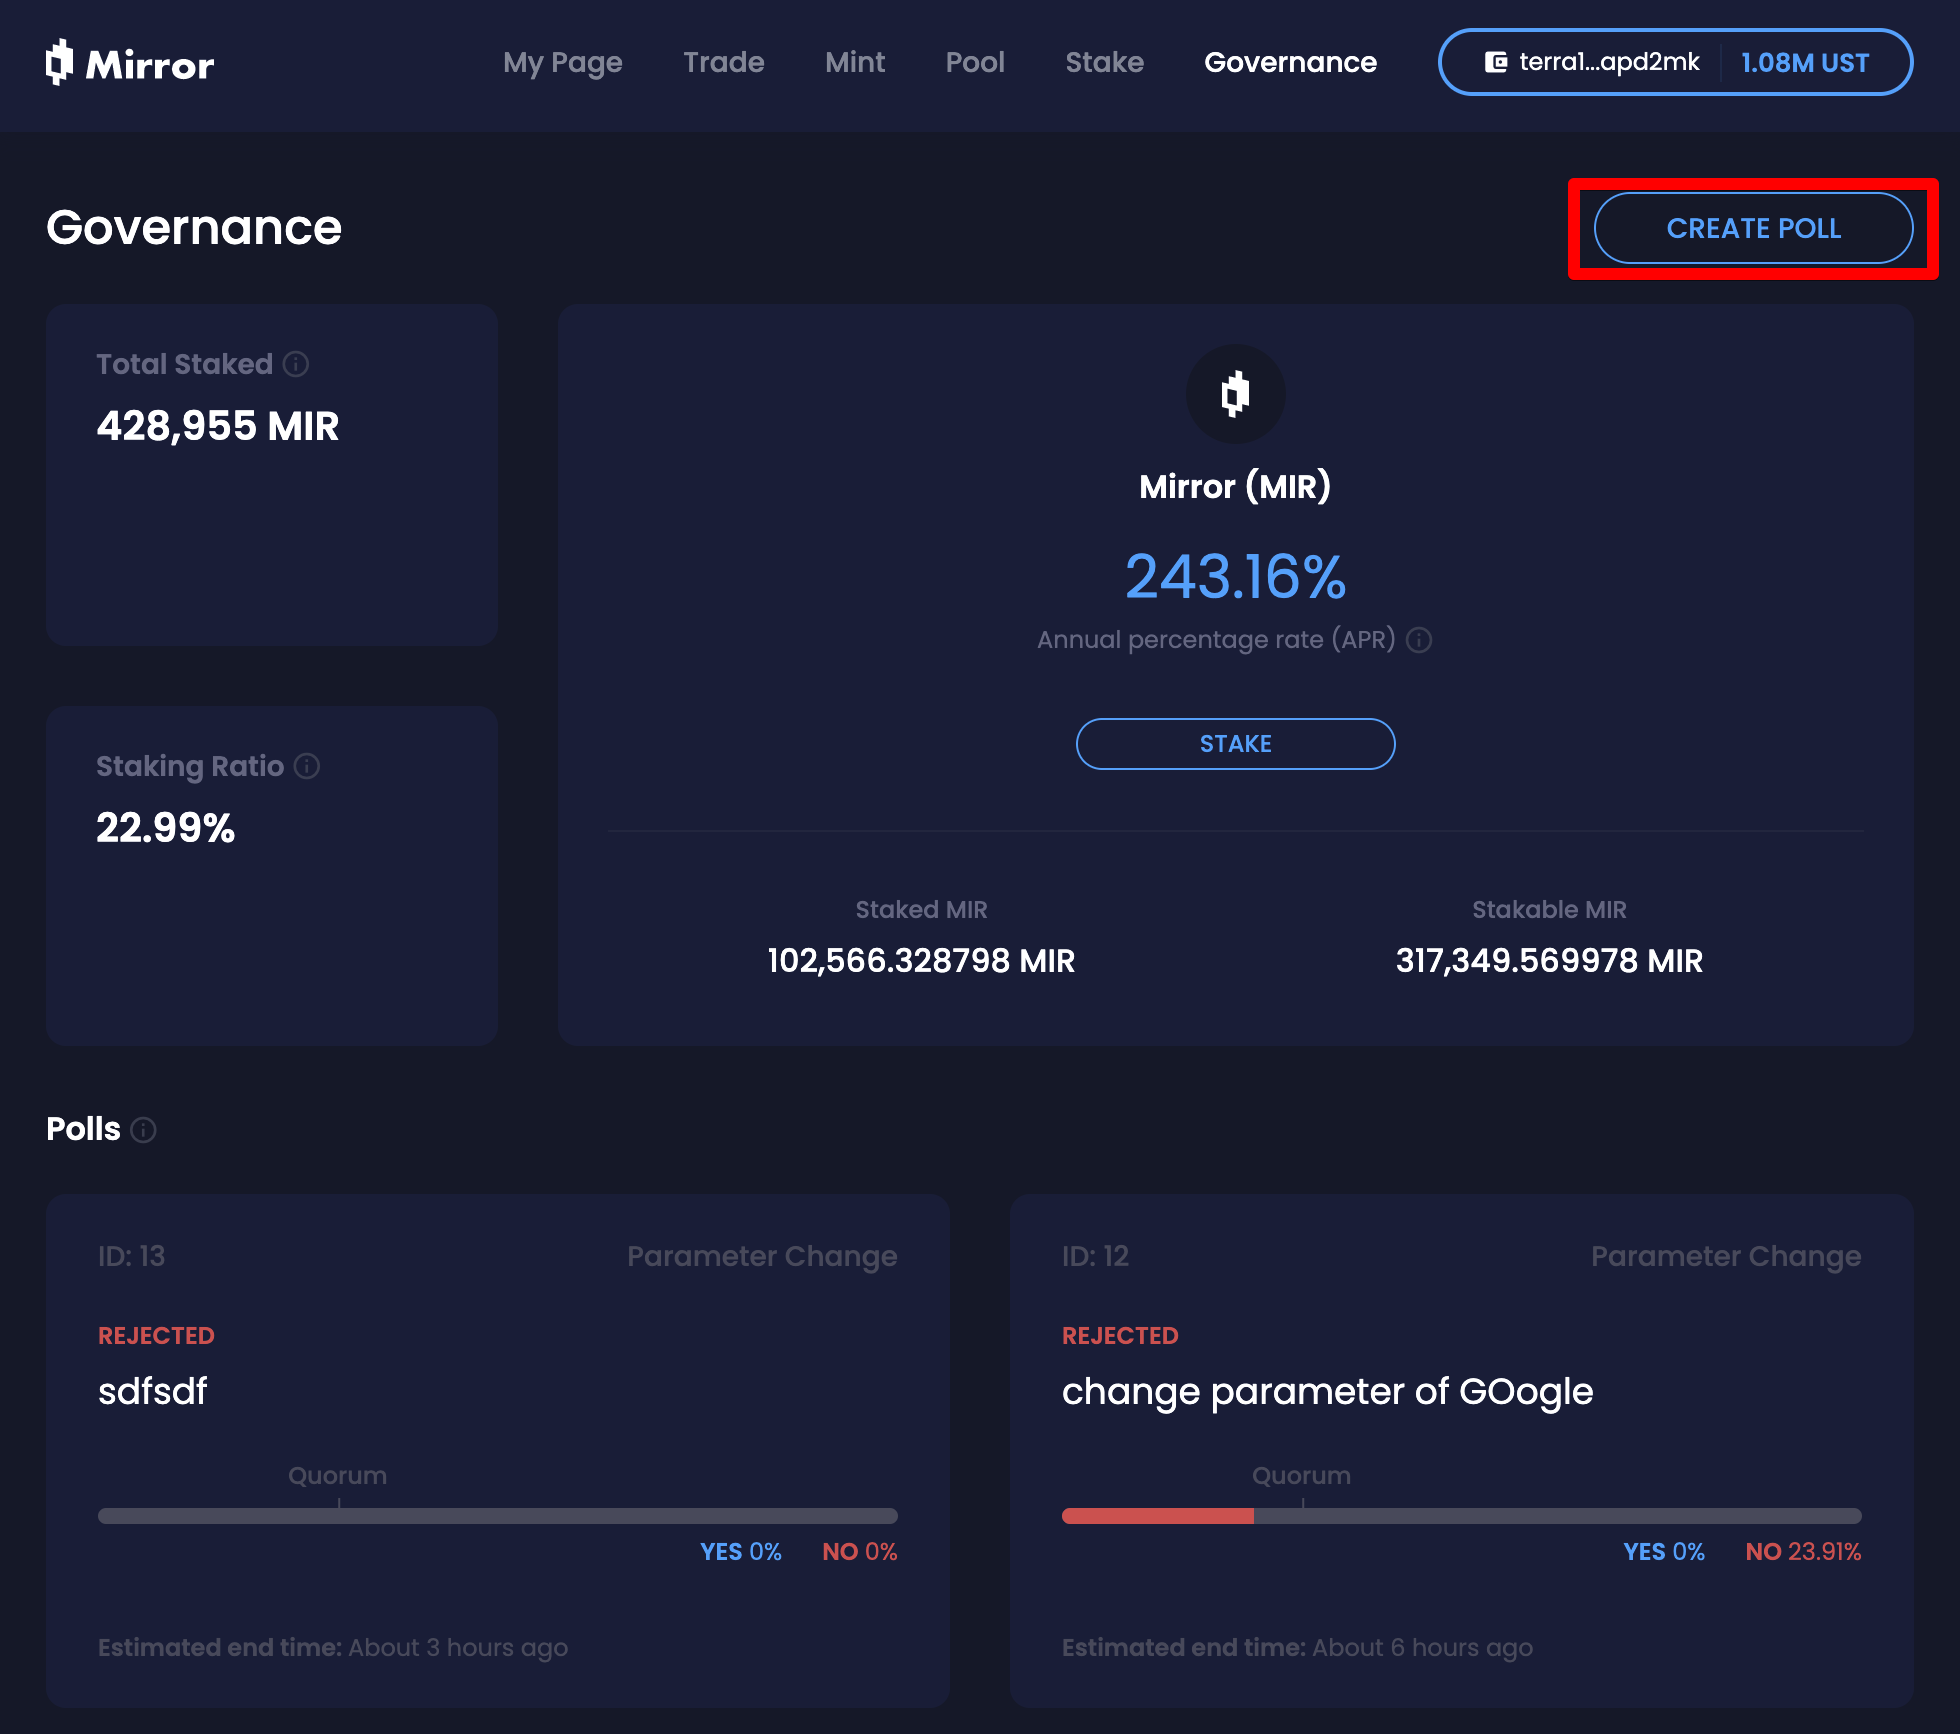 Mirror
My Page
Trade
Mint
Pool
Stake
Governance
terra1...apd2mk
1.08M UST
Governance
CREATE POLL
Total Staked
428,955 MIR
Mirror (MIR)
243.16%
Annual percentage rate (APR)
STAKE
Staking Ratio
22.99%
Staked MIR
102,566.328798 MIR
Stakable MIR
317,349.569978 MIR
Polls
ID: 13
Parameter Change
REJECTED
sdfsdf
Quorum
YES 0%
NO 0%
Estimated end time: About 3 hours ago
ID: 12
Parameter Change
REJECTED
change parameter of GOogle
Quorum
YES 0%
NO 23.91%
Estimated end time: About 6 hours ago